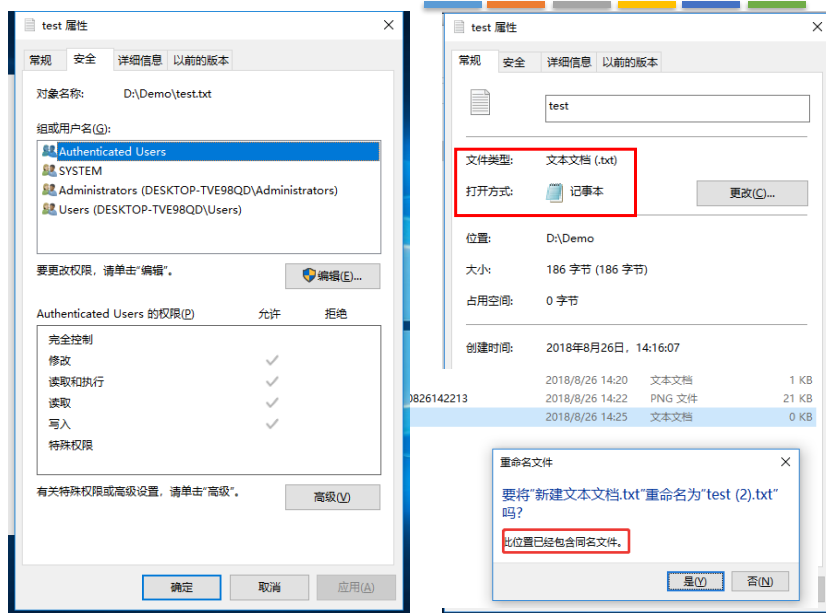 test 属性
常规 安全 详细信息 以前的版本
对象名称: D:\Demo\test.txt
组或用户名(G):
Authenticated Users
SYSTEM
Administrators (DESKTOP-TVE98QD\Administrators)
Users (DESKTOP-TVE98QD\Users)
要更改权限，请单击"编辑"。
编辑(E)...
Authenticated Users 的权限(P) 允许 拒绝
完全控制
修改
读取和执行
读取
写入
特殊权限
有关特殊权限或高级设置，请单击"高级"。
高级(V)
确定 取消 应用(A)
test 属性
常规 安全 详细信息 以前的版本
test
文件类型: 文本文档 (.txt)
打开方式: 记事本
更改(C)...
位置: D:\Demo
大小: 186 字节 (186 字节)
占用空间: 0 字节
创建时间: 2018年8月26日，14:16:07
2018/8/26 14:20 文本文档 1 KB
0826142213 2018/8/26 14:22 PNG 文件 21 KB
2018/8/26 14:25 文本文档 0 KB
重命名文件
要将"新建文本文档.txt"重命名为"test (2).txt"
吗?
此位置已经包含同名文件。
是(Y) 否(N)